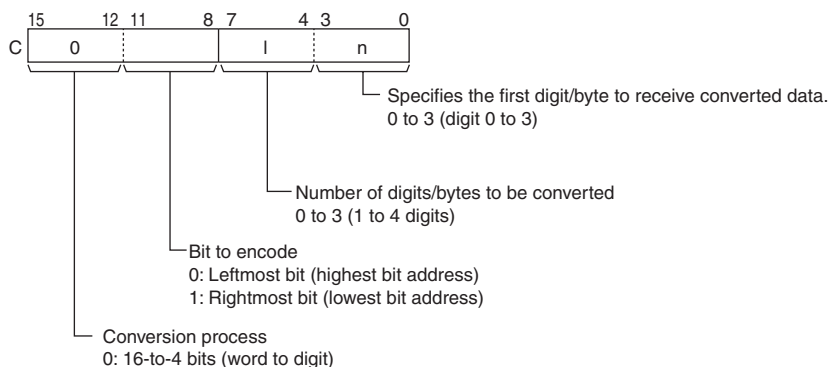 15 12 11 8 7 4 3 0
C 0 l n
Specifies the first digit/byte to receive converted data.
0 to 3 (digit 0 to 3)
Number of digits/bytes to be converted
0 to 3 (1 to 4 digits)
Bit to encode
0: Leftmost bit (highest bit address)
1: Rightmost bit (lowest bit address)
Conversion process
0: 16-to-4 bits (word to digit)